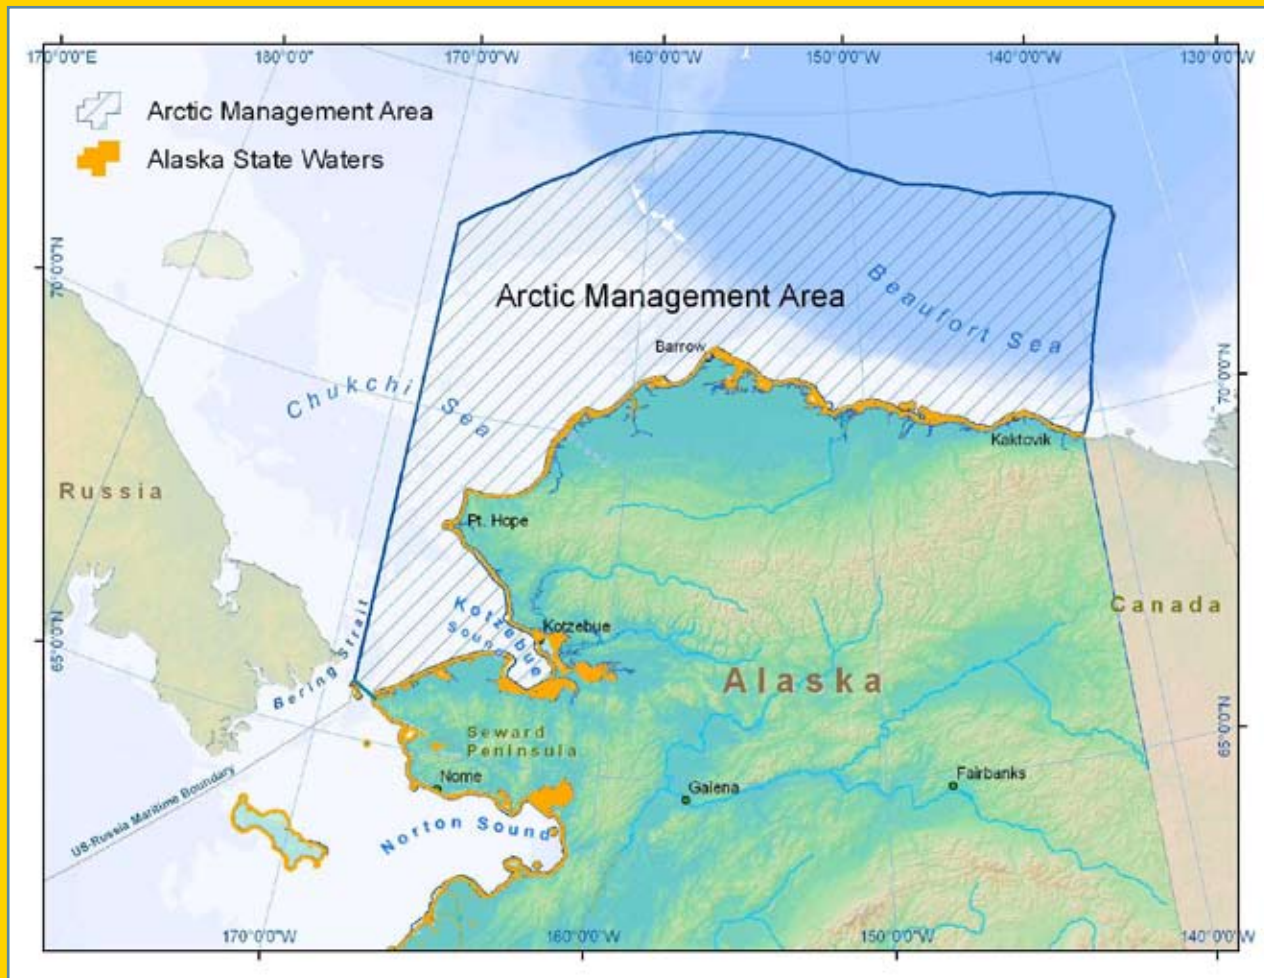 170°0'0"E
180°0'0"
170°0'0"W
160°0'0"W
150°0'0"W
140°0'0"W
130°0'0"W
Arctic Management Area
Alaska State Waters
70°0'0"N
Arctic Management Area
Beaufort Sea
Barrow
Chukchi Sea
70°0'0"N
Kaktovik
Russia
Pt. Hope
Canada
Kotzebue
Sound
Kotzebue
65°0'0"N
Bering Strait
Alaska
65°0'0"N
Seward
Peninsula
Nome
Galena
Fairbanks
US-Russia Maritime Boundary
Norton Sound
170°0'0"W
160°0'0"W
150°0'0"W
140°0'0"W